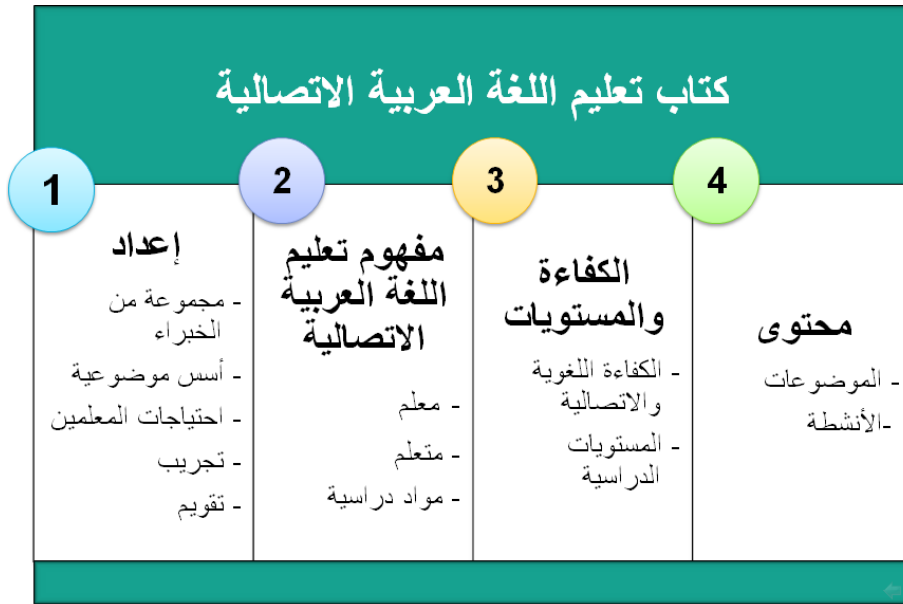 كتاب تعليم اللغة العربية الاتصالية
1
إعداد
- مجموعة من
الخبراء
- أسس موضوعية
- احتياجات المعلمين
- تجريب
- تقويم
2
مفهوم تعليم
اللغة العربية
الاتصالية
- معلم
- متعلم
- مواد دراسية
3
الكفاءة
والمستويات
- الكفاءة اللغوية
والاتصالية
- المستويات
الدراسية
4
محتوى
- الموضوعات
-الأنشطة